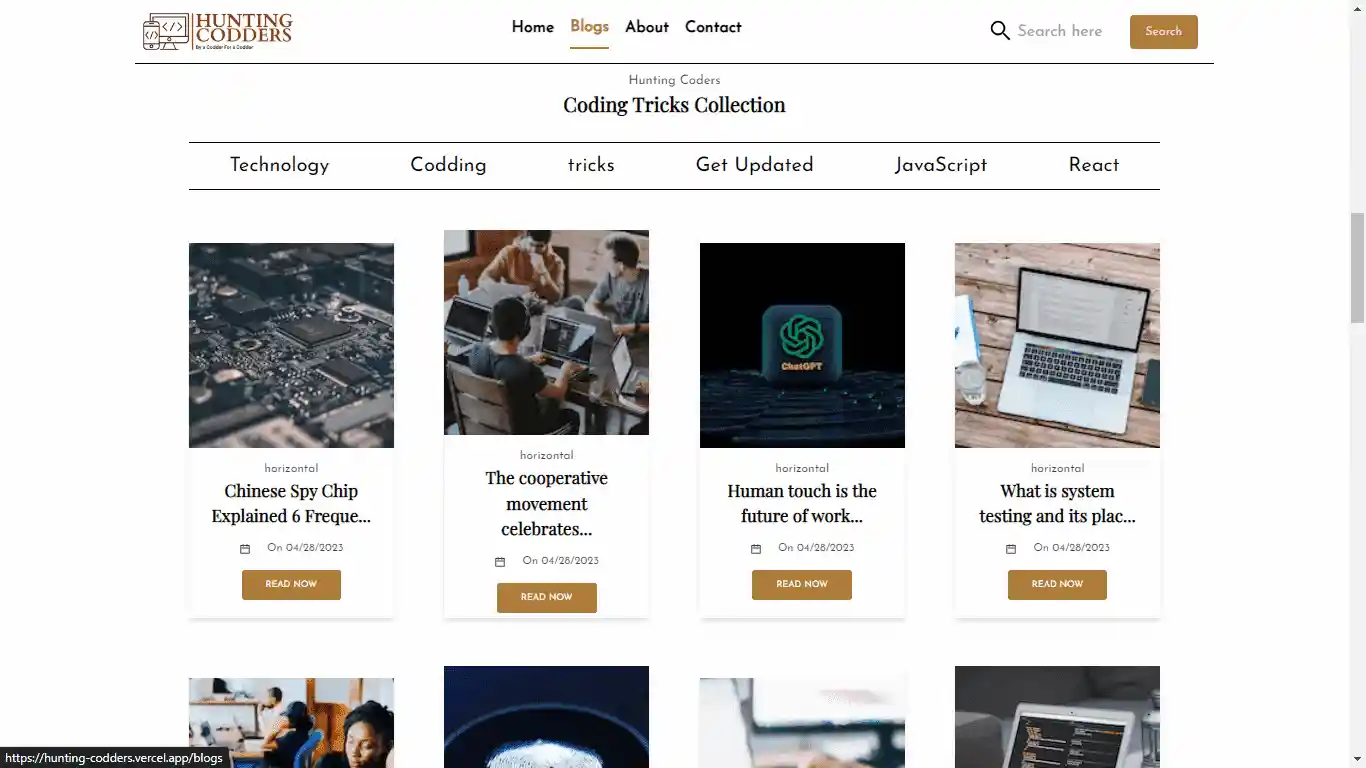 HUNTING
CODDERS
By a Codder For a Codder
Home
Blogs
About
Contact
Search here
Search
Hunting Coders
Coding Tricks Collection
Technology
Codding
tricks
Get Updated
JavaScript
React
ChatGPT
horizontal
Chinese Spy Chip
Explained 6 Freque...
On 04/28/2023
READ NOW
horizontal
The cooperative
movement
celebrates...
On 04/28/2023
READ NOW
horizontal
Human touch is the
future of work...
On 04/28/2023
READ NOW
horizontal
What is system
testing and its plac...
On 04/28/2023
READ NOW
https://hunting-codders.vercel.app/blogs